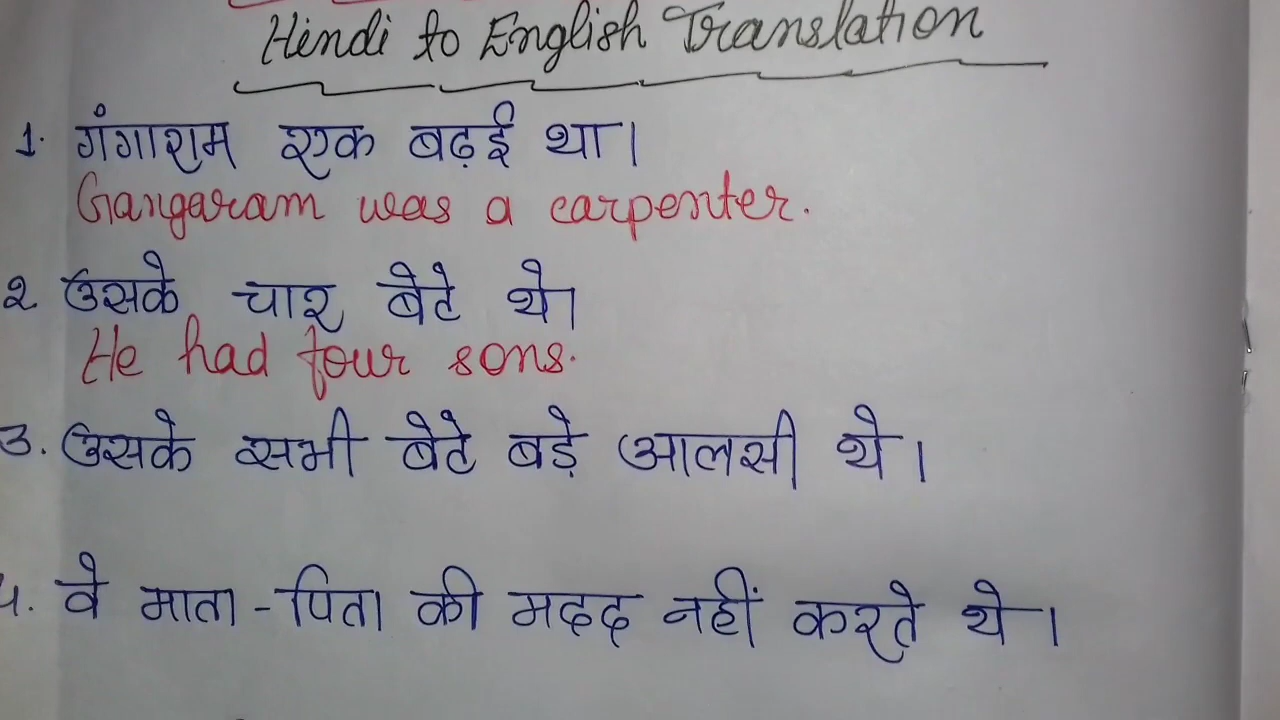 Hindi to English Translation
1. गंगाराम एक बढ़ई था।
Gangaram was a carpenter.
2 उसके चार बेटे थे।
He had four sons.
3. उसके सभी बेटे बड़े आलसी थे।
4. वे माता-पिता की मदद नहीं करते थे।